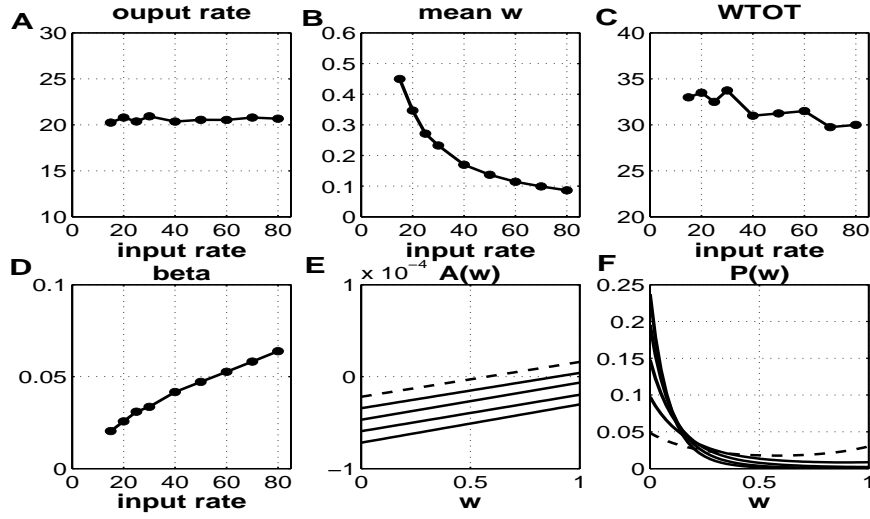 A ouput rate
30
25
20
15
10
0 20 40 60 80
input rate
B mean w
0.6
0.5
0.4
0.3
0.2
0.1
0
0 20 40 60 80
input rate
C WTOT
40
35
30
25
20
0 20 40 60 80
input rate
D beta
0.1
0.05
0
0 20 40 60 80
input rate
E x 10−4 A(w)
1
0
−1
0 0.5 1
w
F P(w)
0.25
0.2
0.15
0.1
0.05
0
0 0.5 1
w